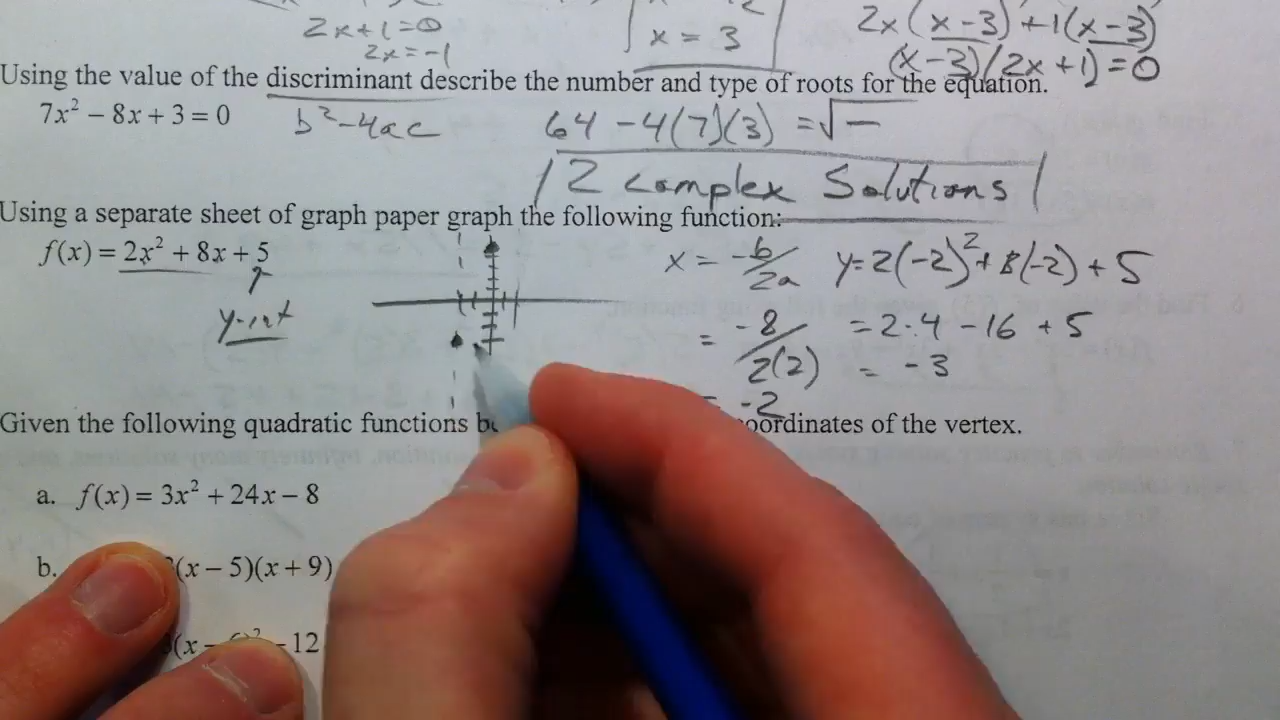 2x+1=0
2x=-1
x = 3
2x(x-3)+1(x-3)
(x-3)(2x+1)=0
Using the value of the discriminant describe the number and type of roots for the equation.
7x² − 8x + 3 = 0
b²-4ac
64 -4(7)(3) =√-
2 Complex Solutions
Using a separate sheet of graph paper graph the following function:
f(x) = 2x² + 8x + 5
y-int
x = -b/2a
= -8/2(2)
= -2
y=2(-2)²+8(-2)+5
=2·4 -16 +5
= -3
Given the following quadratic functions coordinates of the vertex.
a. f(x) = 3x² + 24x − 8
b. (x − 5)(x + 9)
(x − 12